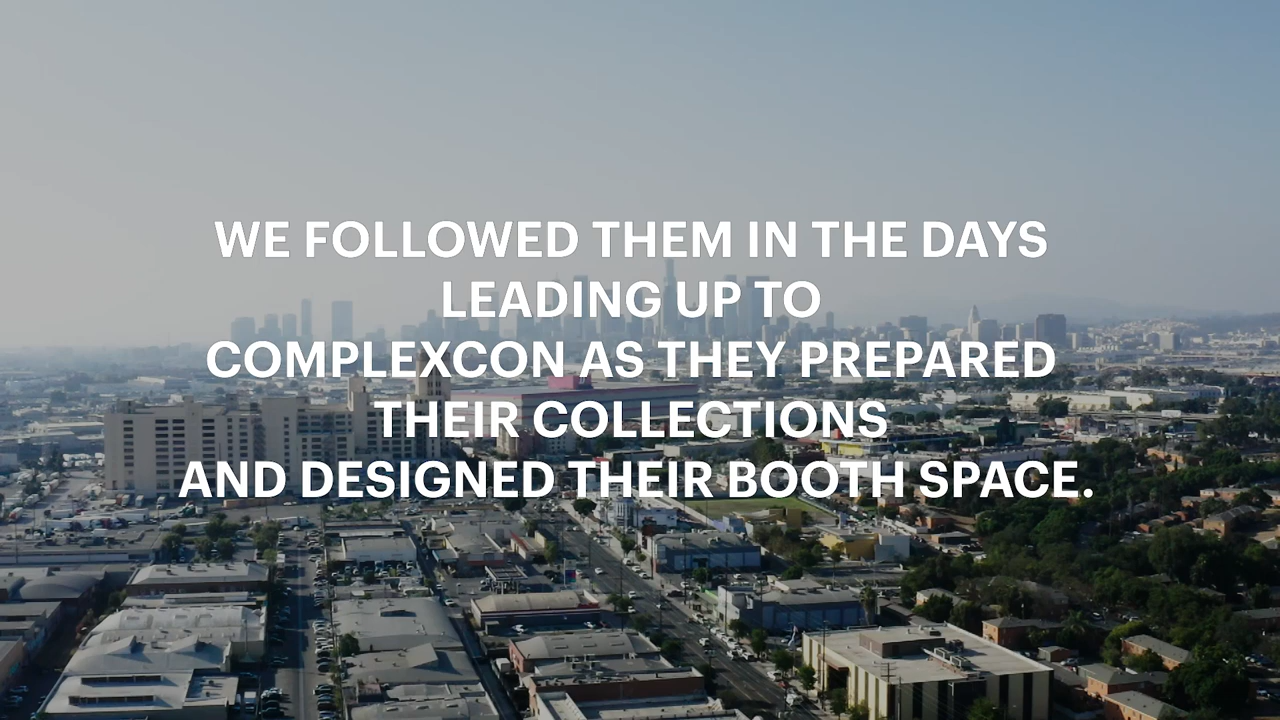 WE FOLLOWED THEM IN THE DAYS
LEADING UP TO
COMPLEXCON AS THEY PREPARED
THEIR COLLECTIONS
AND DESIGNED THEIR BOOTH SPACE.